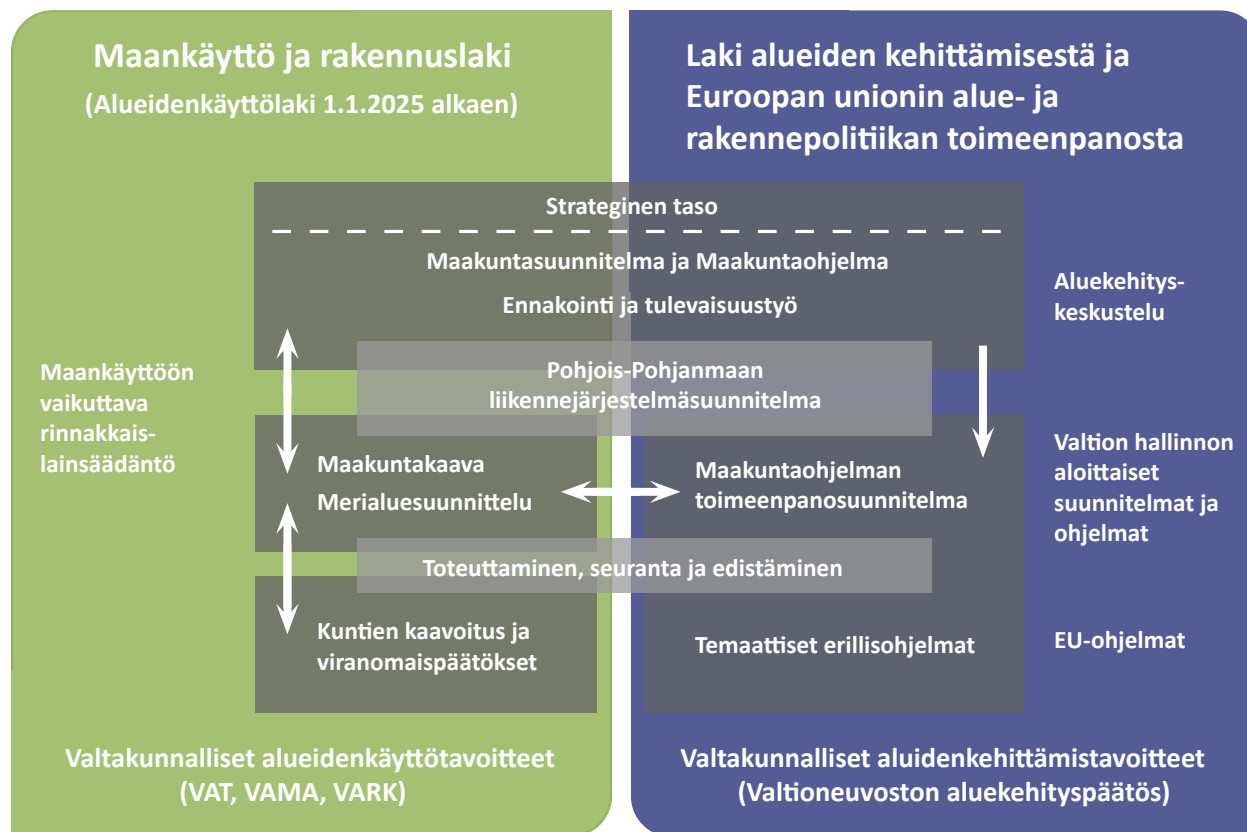 Maankäyttö ja rakennuslaki
(Alueidenkäyttölaki 1.1.2025 alkaen)
Laki alueiden kehittämisestä ja
Euroopan unionin alue- ja
rakennepolitiikan toimeenpanosta
Strateginen taso
Maakuntasuunnitelma ja Maakuntaohjelma
Ennakointi ja tulevaisuustyö
Aluekehitys-
keskustelu
Maankäyttöön
vaikuttava
rinnakkais-
lainsäädäntö
Pohjois-Pohjanmaan
liikennejärjestelmäsuunnitelma
Maakuntakaava
Merialuesuunnittelu
Maakuntaohjelman
toimeenpanosuunnitelma
Valtion hallinnon
aloittaiset
suunnitelmat ja
ohjelmat
Toteuttaminen, seuranta ja edistäminen
Kuntien kaavoitus ja
viranomaispäätökset
Temaattiset erillisohjelmat
EU-ohjelmat
Valtakunnalliset alueidenkäyttötavoitteet
(VAT, VAMA, VARK)
Valtakunnalliset aluidenkehittämistavoitteet
(Valtioneuvoston aluekehityspäätös)